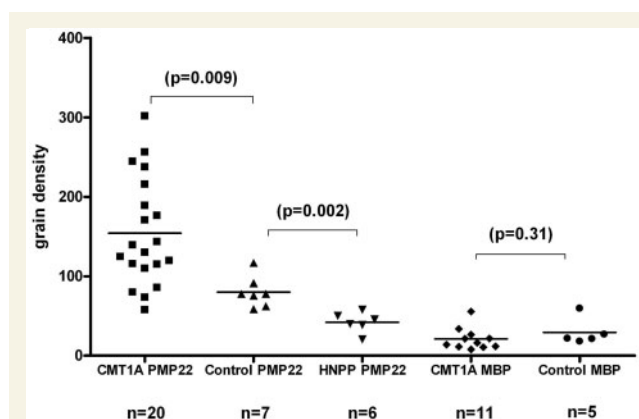 400
(p=0.009)
300
grain density
200
(p=0.002)
(p=0.31)
100
0
CMT1A PMP22 Control PMP22 HNPP PMP22 CMT1A MBP Control MBP
n=20 n=7 n=6 n=11 n=5